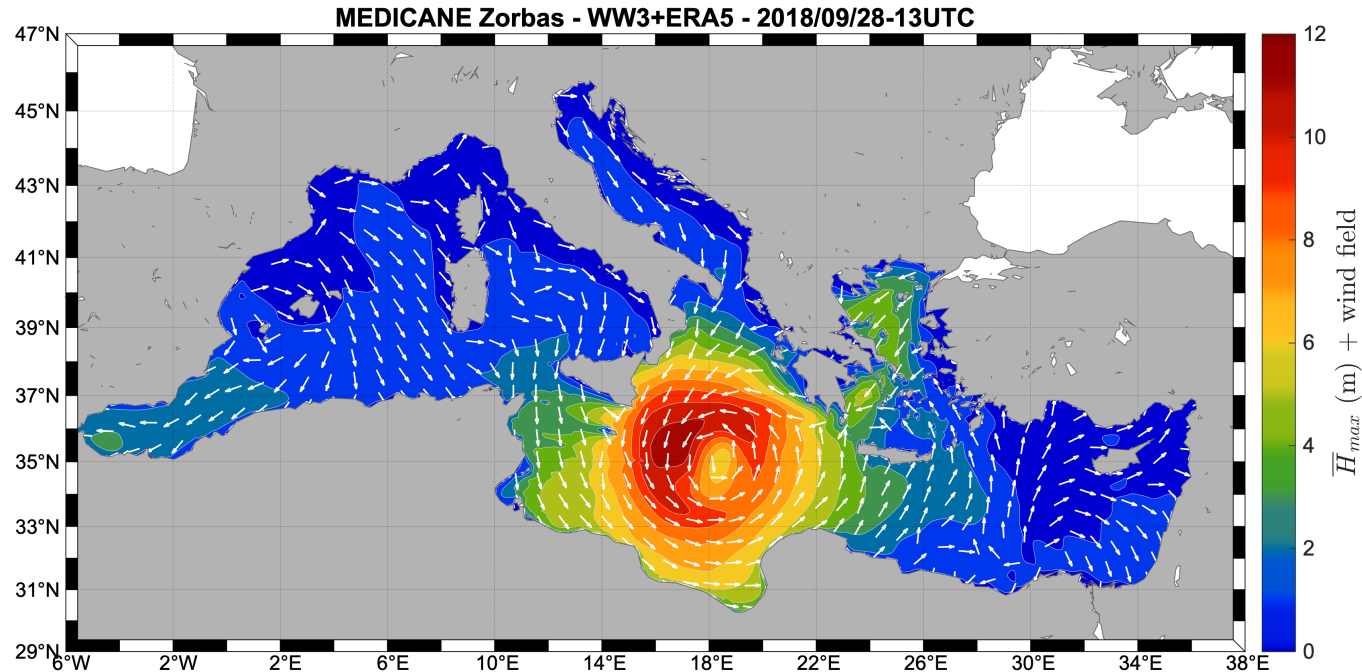 MEDICANE Zorbas - WW3+ERA5 - 2018/09/28-13UTC
47°N
45°N
43°N
41°N
39°N
37°N
35°N
33°N
31°N
29°N
6°W 2°W 2°E 6°E 10°E 14°E 18°E 22°E 26°E 30°E 34°E 38°E
12
10
8
6
4
2
0
H̅max (m) + wind field